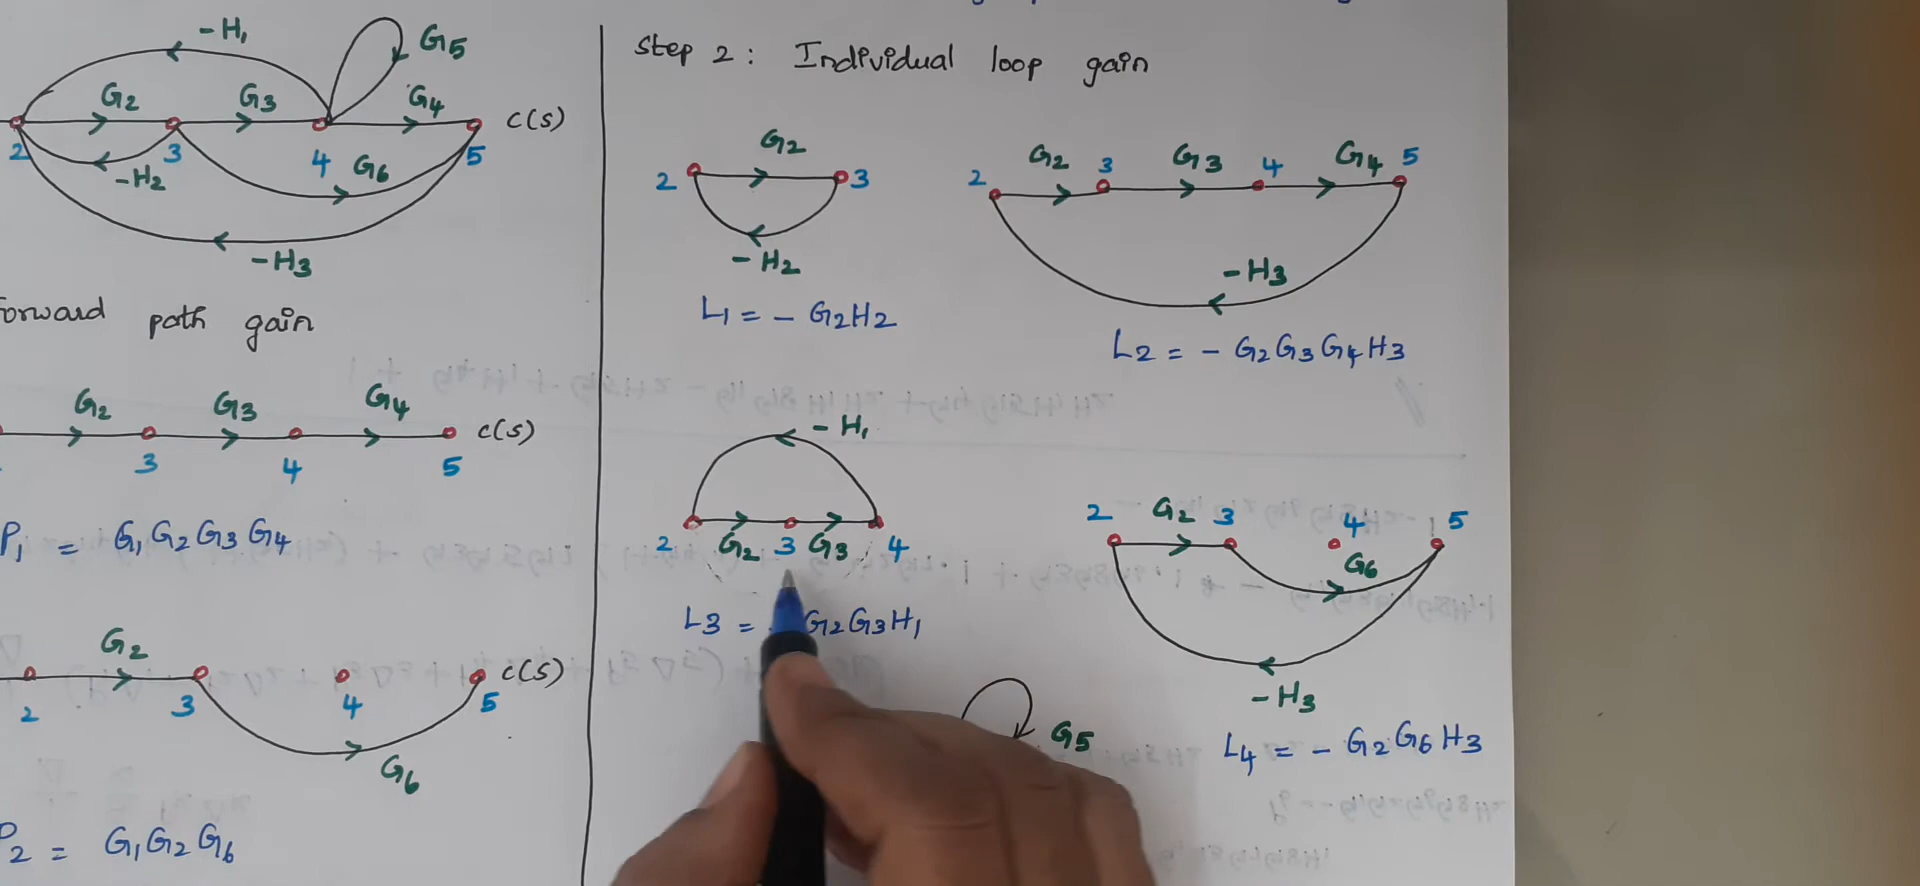 -H1
G5
G2 G3 G4 C(S)
2 3 4 5
-H2 G6
-H3
forward path gain
G2 G3 G4
C(S)
3 4 5
P1 = G1G2G3G4
G2
C(S)
2 3 4 5
G6
P2 = G1G2G6
Step 2: Individual loop gain
G2
2 3
-H2
L1 = - G2H2
G2 G3 G4
2 3 4 5
-H3
L2 = - G2G3G4H3
-H1
2 G2 3 G3 4
L3 = G2G3H1
2 G2 3 4 5
G6
-H3
L4 = - G2G6H3
G5